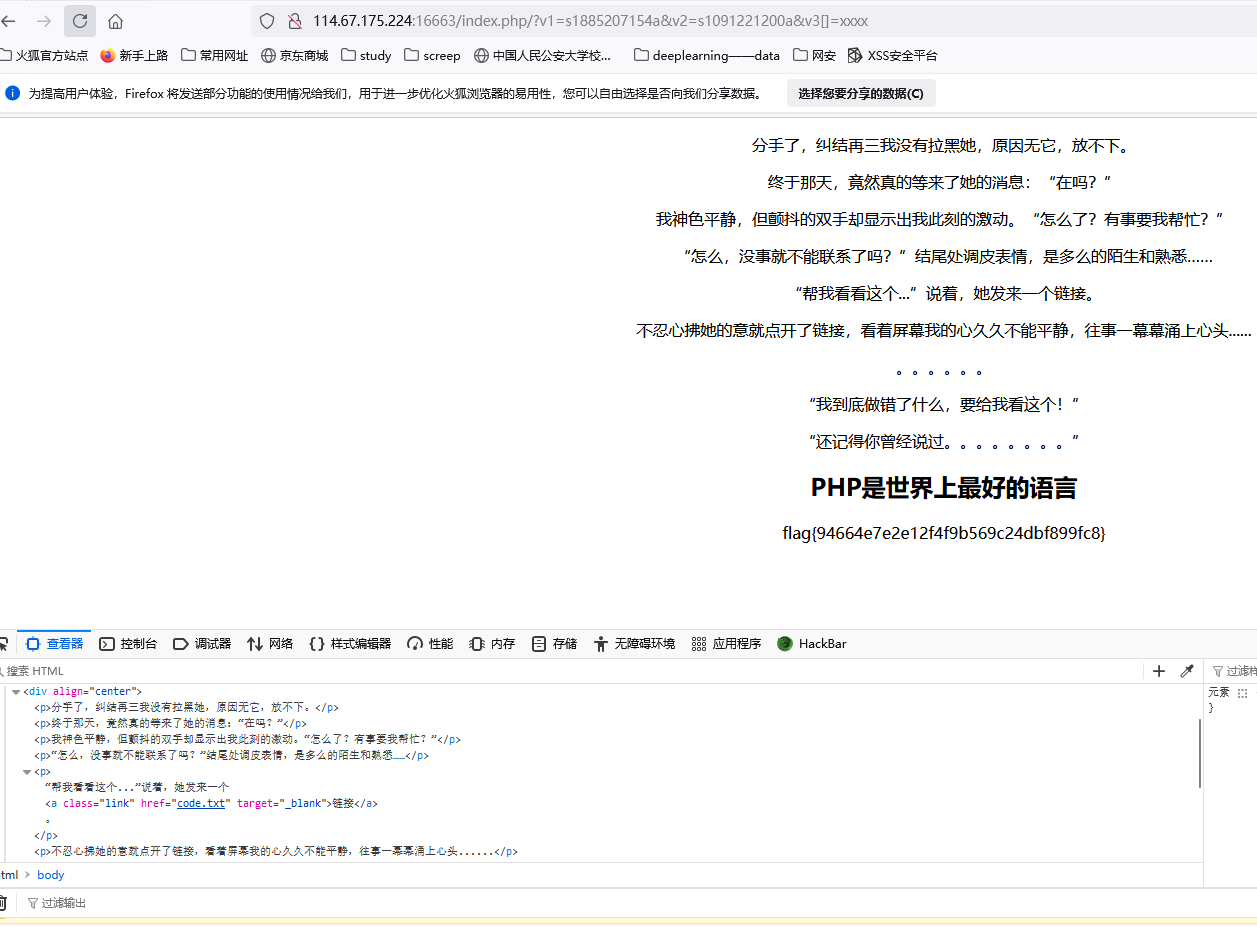 114.67.175.224:16663/index.php/?v1=s1885207154a&v2=s1091221200a&v3[]=xxxx
火狐官方站点 新手上路 常用网址 京东商城 study screep 中国人民公安大学校... deeplearning——data 网安 XSS安全平台
为提高用户体验，Firefox 将发送部分功能的使用情况给我们，用于进一步优化火狐浏览器的易用性，您可以自由选择是否向我们分享数据。 选择您要分享的数据(C)
分手了，纠结再三我没有拉黑她，原因无它，放不下。
终于那天，竟然真的等来了她的消息：“在吗？”
我神色平静，但颤抖的双手却显示出我此刻的激动。“怎么了？有事要我帮忙？”
“怎么，没事就不能联系了吗？”结尾处调皮表情，是多么的陌生和熟悉……
“帮我看看这个...”说着，她发来一个链接。
不忍心拂她的意就点开了链接，看着屏幕我的心久久不能平静，往事一幕幕涌上心头......
。。。。。。
“我到底做错了什么，要给我看这个！”
“还记得你曾经说过。。。。。。。。”
PHP是世界上最好的语言
flag{94664e7e2e12f4f9b569c24dbf899fc8}
查看器 控制台 调试器 网络 样式编辑器 性能 内存 存储 无障碍环境 应用程序 HackBar
搜索 HTML 过滤样
<div align="center"> 元素
<p>分手了，纠结再三我没有拉黑她，原因无它，放不下。</p> }
<p>终于那天，竟然真的等来了她的消息：“在吗？”</p>
<p>我神色平静，但颤抖的双手却显示出我此刻的激动。“怎么了？有事要我帮忙？”</p>
<p>“怎么，没事就不能联系了吗？”结尾处调皮表情，是多么的陌生和熟悉……</p>
<p>
“帮我看看这个...”说着，她发来一个
<a class="link" href="code.txt" target="_blank">链接</a>
。
</p>
<p>不忍心拂她的意就点开了链接，看着屏幕我的心久久不能平静，往事一幕幕涌上心头......</p>
tml › body
过滤输出